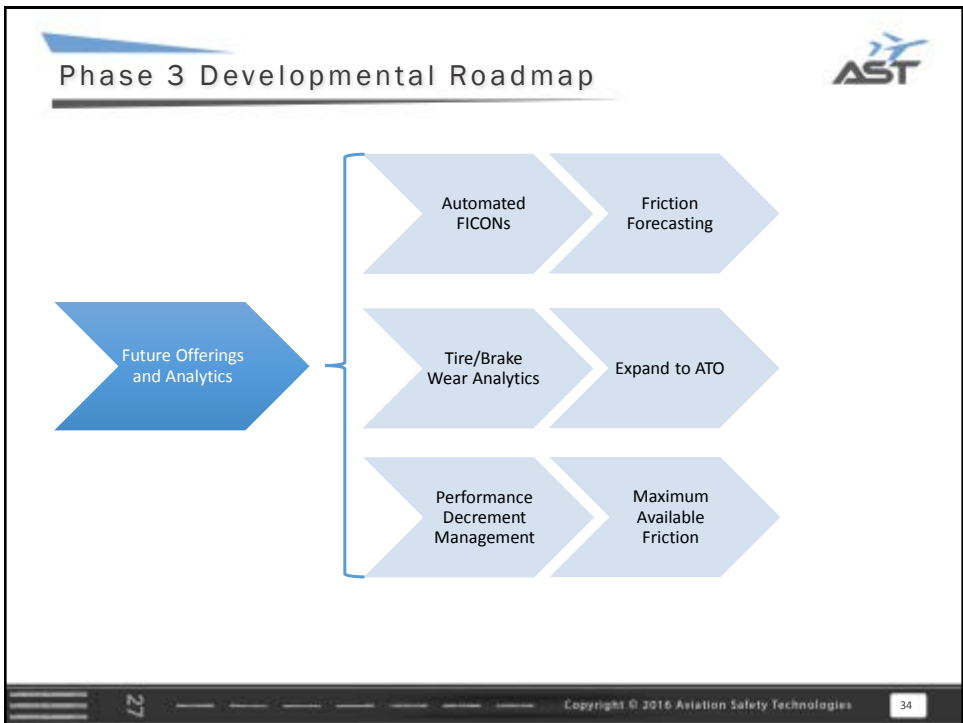 Phase 3 Developmental Roadmap
AST
Automated
FICONs
Friction
Forecasting
Future Offerings
and Analytics
Tire/Brake
Wear Analytics
Expand to ATO
Performance
Decrement
Management
Maximum
Available
Friction
27
Copyright © 2016 Aviation Safety Technologies
34